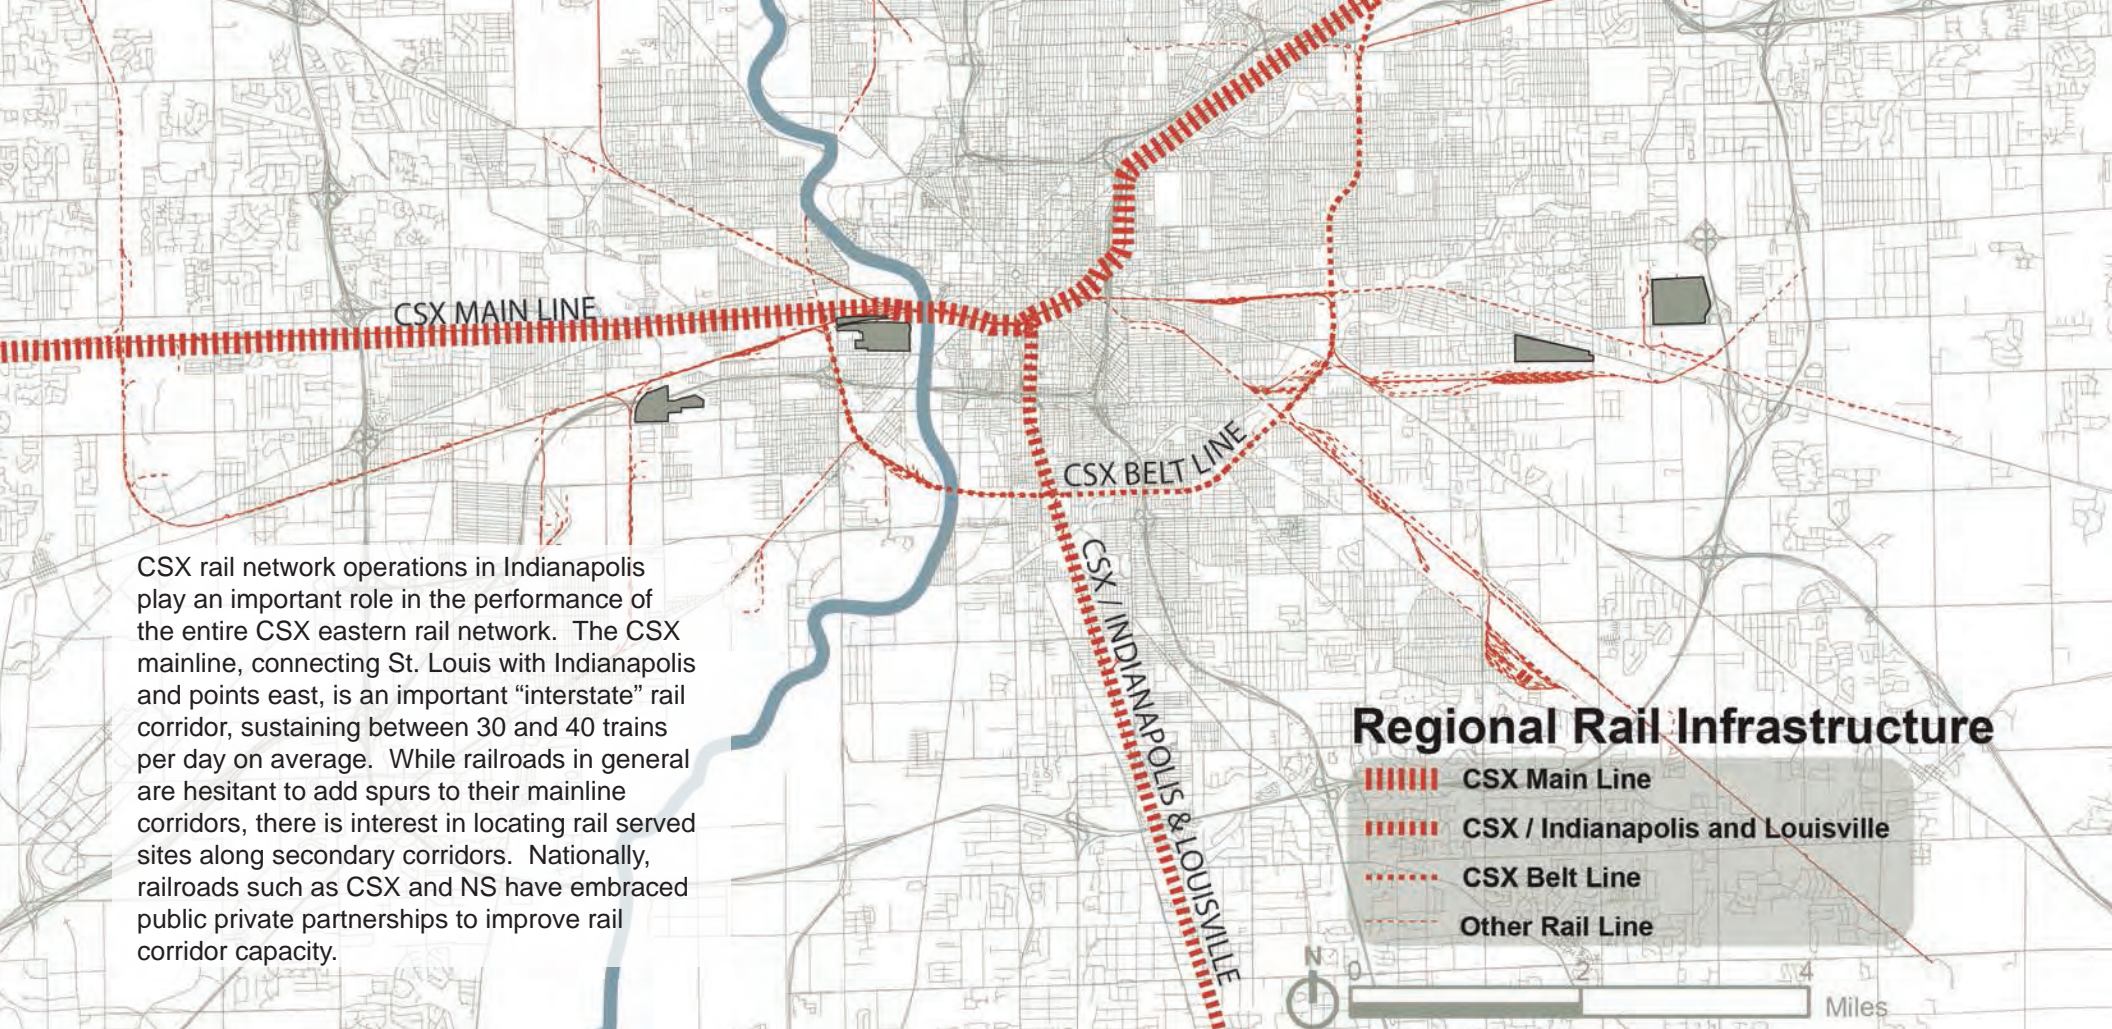 CSX MAIN LINE
CSX BELT LINE
CSX / INDIANAPOLIS & LOUISVILLE
CSX rail network operations in Indianapolis
play an important role in the performance of
the entire CSX eastern rail network.  The CSX
mainline, connecting St. Louis with Indianapolis
and points east, is an important “interstate” rail
corridor, sustaining between 30 and 40 trains
per day on average.  While railroads in general
are hesitant to add spurs to their mainline
corridors, there is interest in locating rail served
sites along secondary corridors.  Nationally,
railroads such as CSX and NS have embraced
public private partnerships to improve rail
corridor capacity.
Regional Rail Infrastructure
CSX Main Line
CSX / Indianapolis and Louisville
CSX Belt Line
Other Rail Line
N
0 2 4
Miles